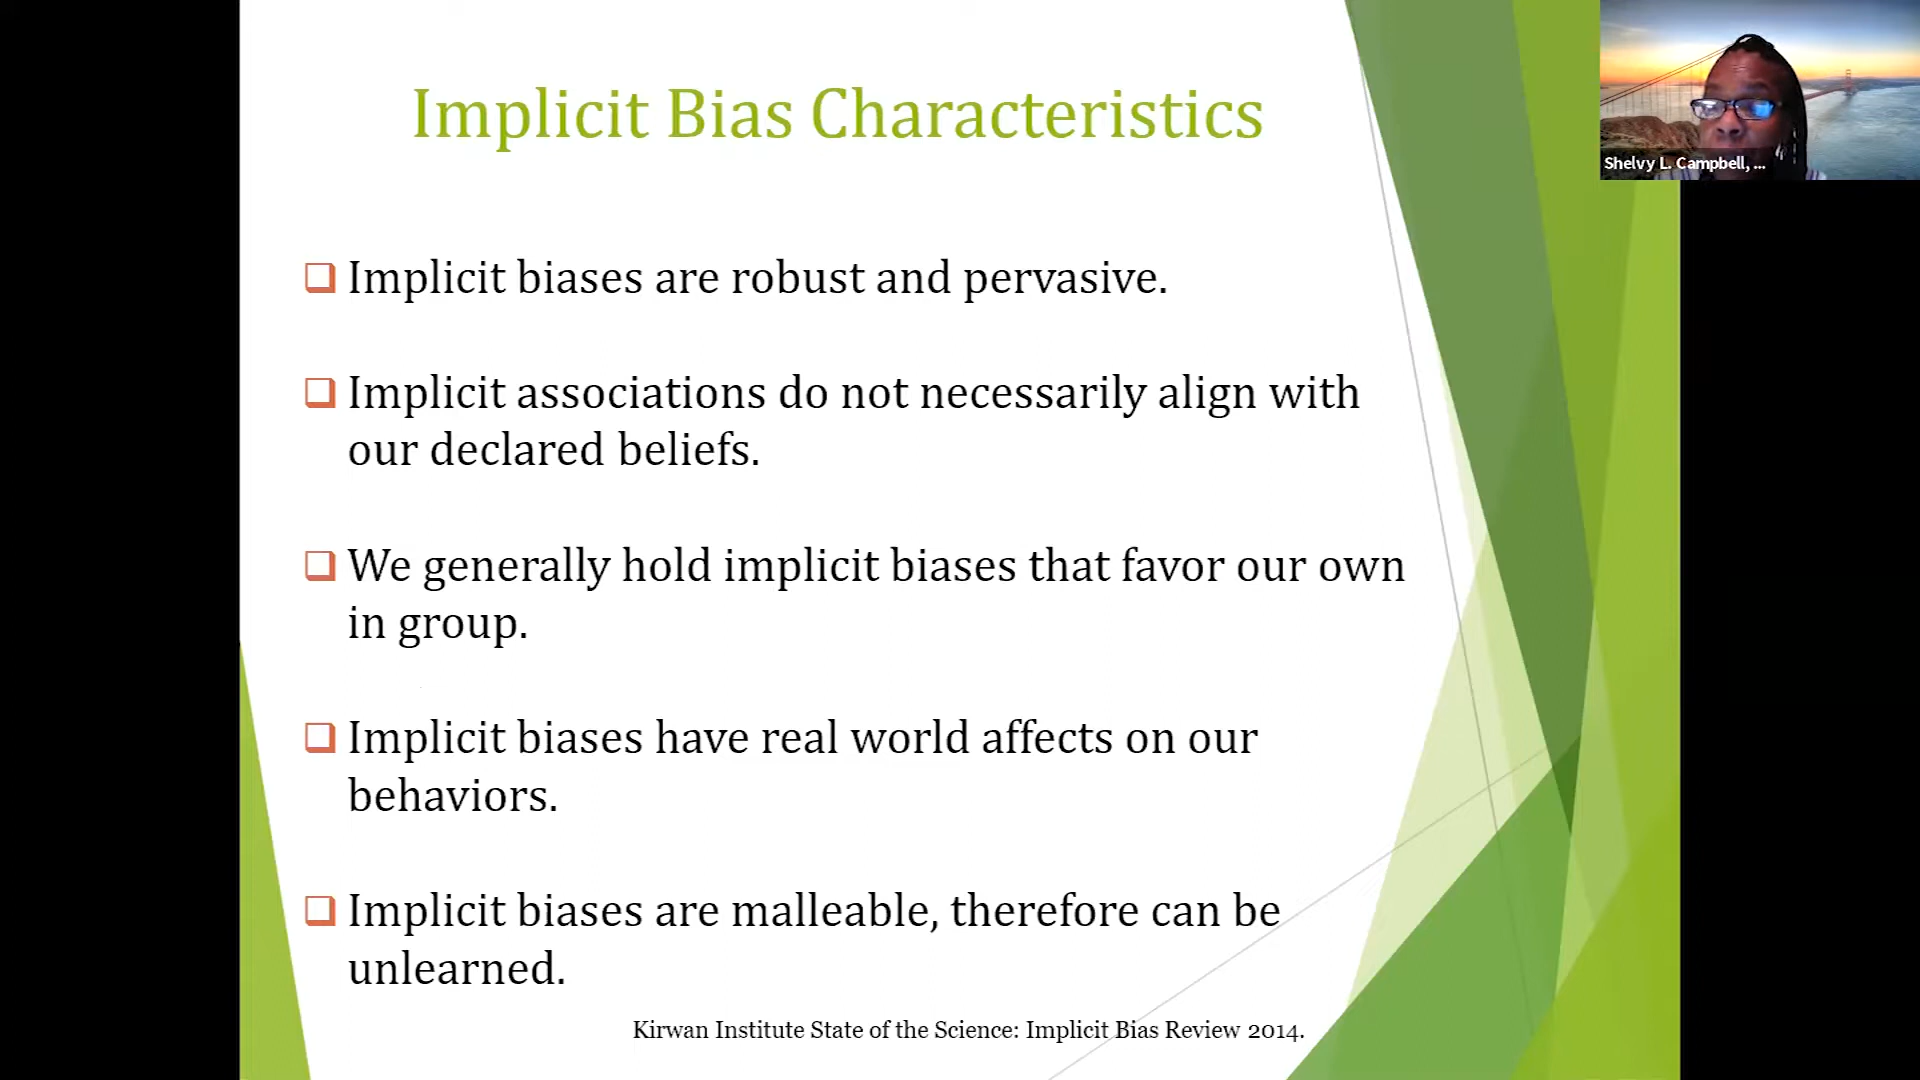 Implicit Bias Characteristics
Shelvy L. Campbell, ...
Implicit biases are robust and pervasive.
Implicit associations do not necessarily align with
our declared beliefs.
We generally hold implicit biases that favor our own
in group.
Implicit biases have real world affects on our
behaviors.
Implicit biases are malleable, therefore can be
unlearned.
Kirwan Institute State of the Science: Implicit Bias Review 2014.